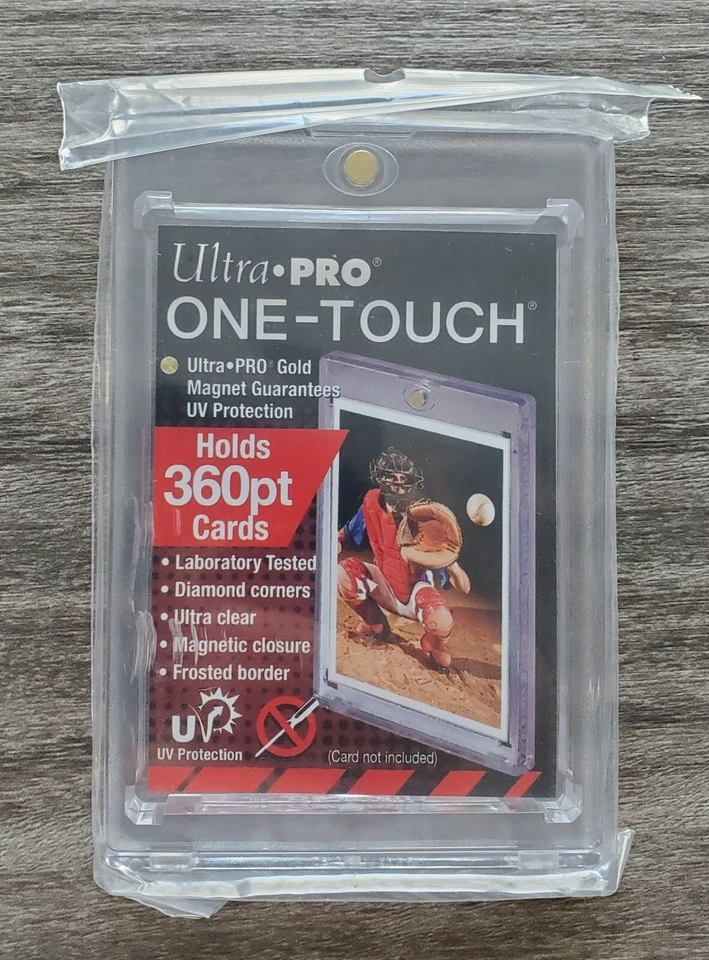 Ultra•PRO®
ONE-TOUCH®
Ultra•PRO® Gold
Magnet Guarantees
UV Protection
Holds
360pt
Cards
• Laboratory Tested
• Diamond corners
• Ultra clear
• Magnetic closure
• Frosted border
UV
UV Protection
(Card not included)